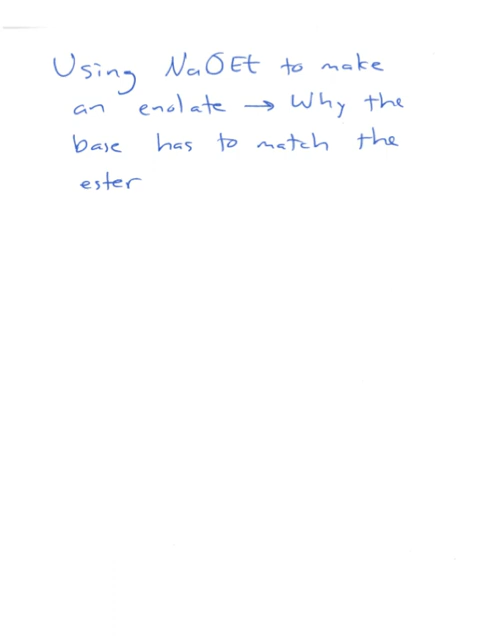 Using NaOEt to make
an enolate → Why the
base has to match the
ester